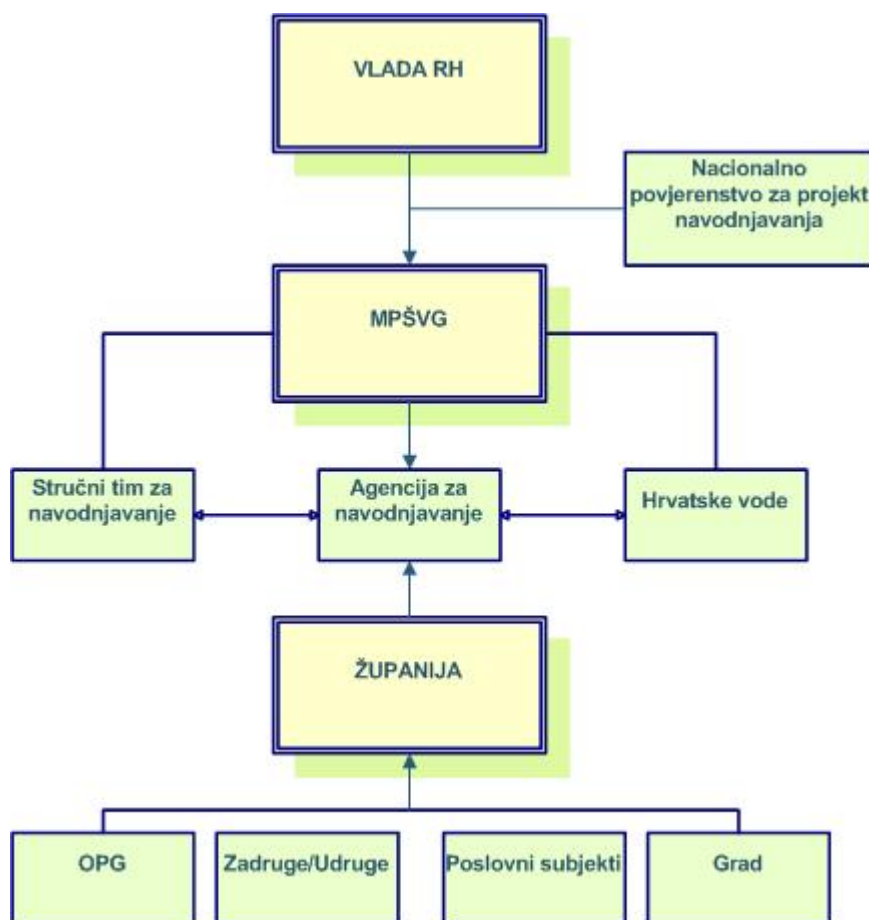 VLADA RH
Nacionalno
povjerenstvo za projekt
navodnjavanja
MPŠVG
Stručni tim za
navodnjavanje
Agencija za
navodnjavanje
Hrvatske vode
ŽUPANIJA
OPG
Zadruge/Udruge
Poslovni subjekti
Grad